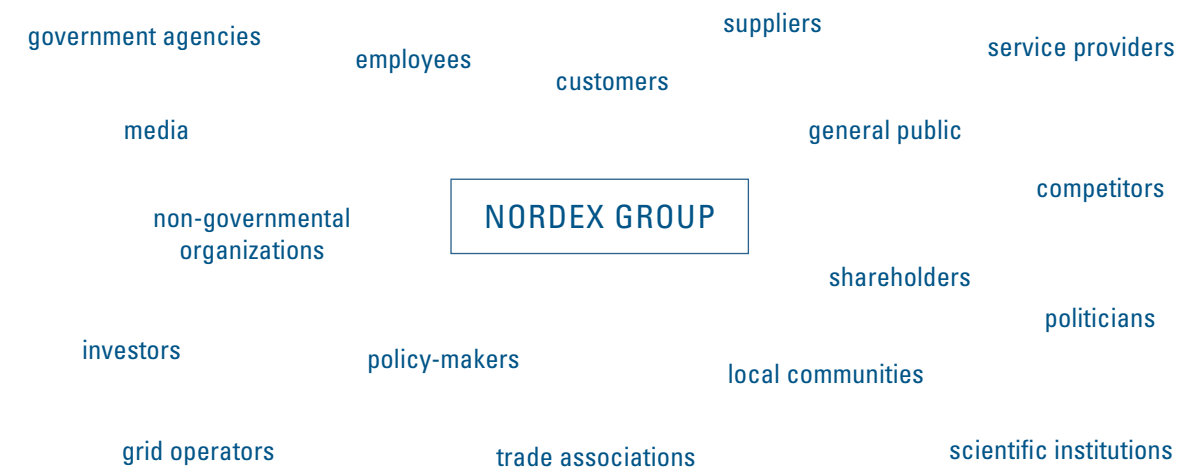 suppliers
government agencies
service providers
employees
customers
media
general public
competitors
NORDEX GROUP
non-governmental
organizations
shareholders
politicians
investors
policy-makers
local communities
grid operators
trade associations
scientific institutions